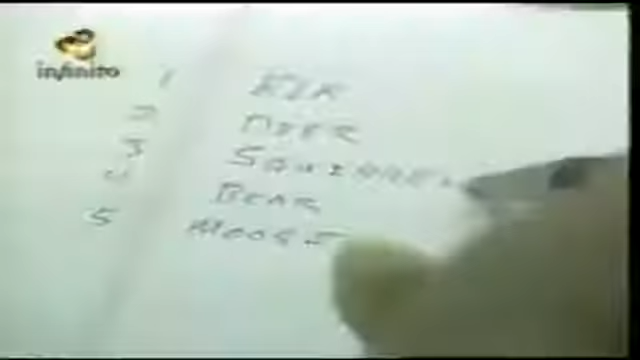 infinito
1 ELK
2 DEER
3 SQUIRREL
4 BEAR
5 MOOSE